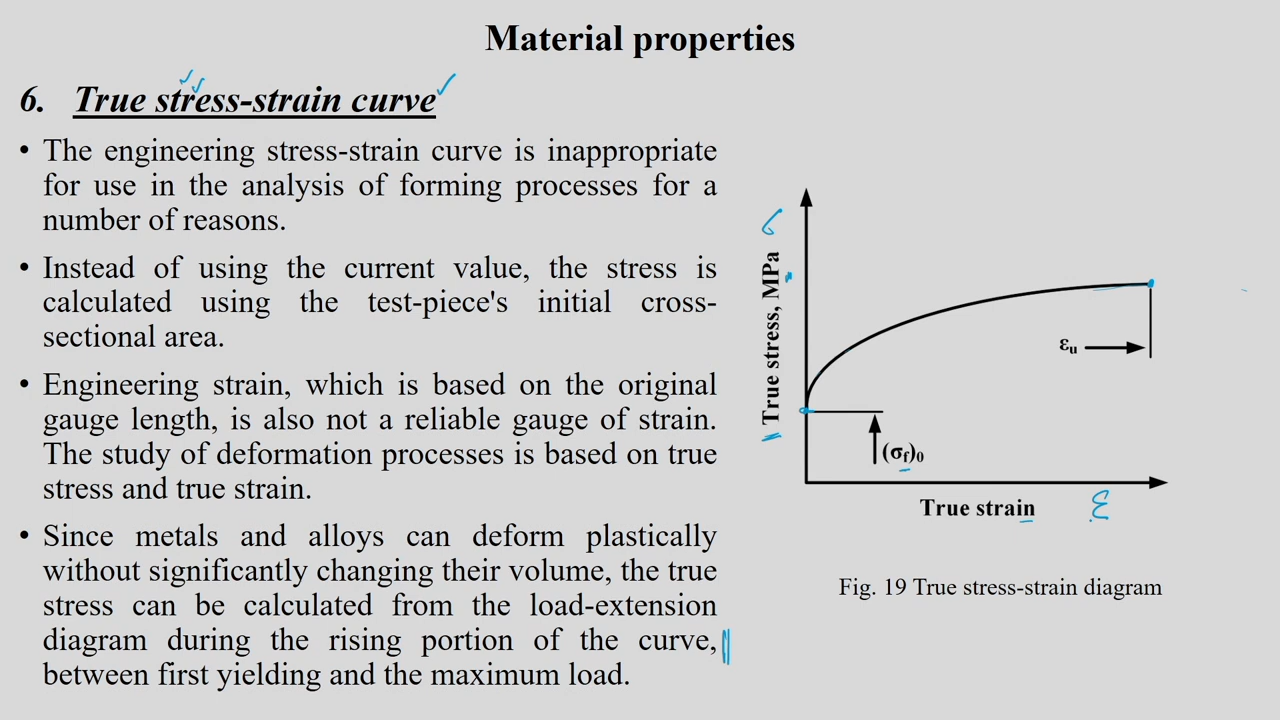 Material properties
6. True stress-strain curve
• The engineering stress-strain curve is inappropriate
for use in the analysis of forming processes for a
number of reasons.
• Instead of using the current value, the stress is
calculated using the test-piece's initial cross-
sectional area.
• Engineering strain, which is based on the original
gauge length, is also not a reliable gauge of strain.
The study of deformation processes is based on true
stress and true strain.
• Since metals and alloys can deform plastically
without significantly changing their volume, the true
stress can be calculated from the load-extension
diagram during the rising portion of the curve,
between first yielding and the maximum load.
σ
True stress, MPa
εu
(σf)0
True strain
ε
Fig. 19 True stress-strain diagram